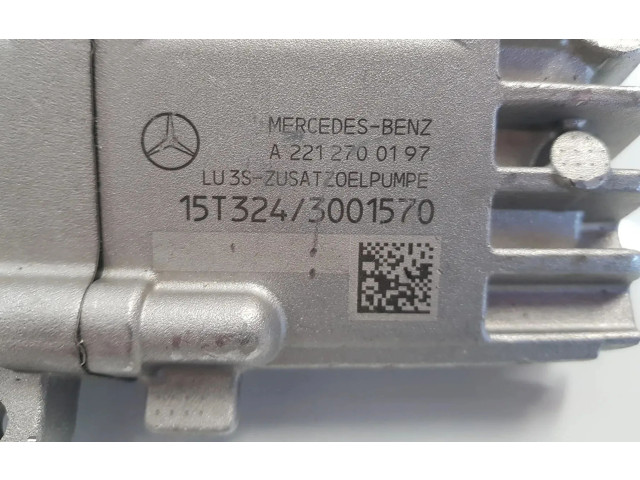 MERCEDES-BENZ
A 221 270 01 97
LU3S-ZUSATZOELPUMPE
15T324/3001570